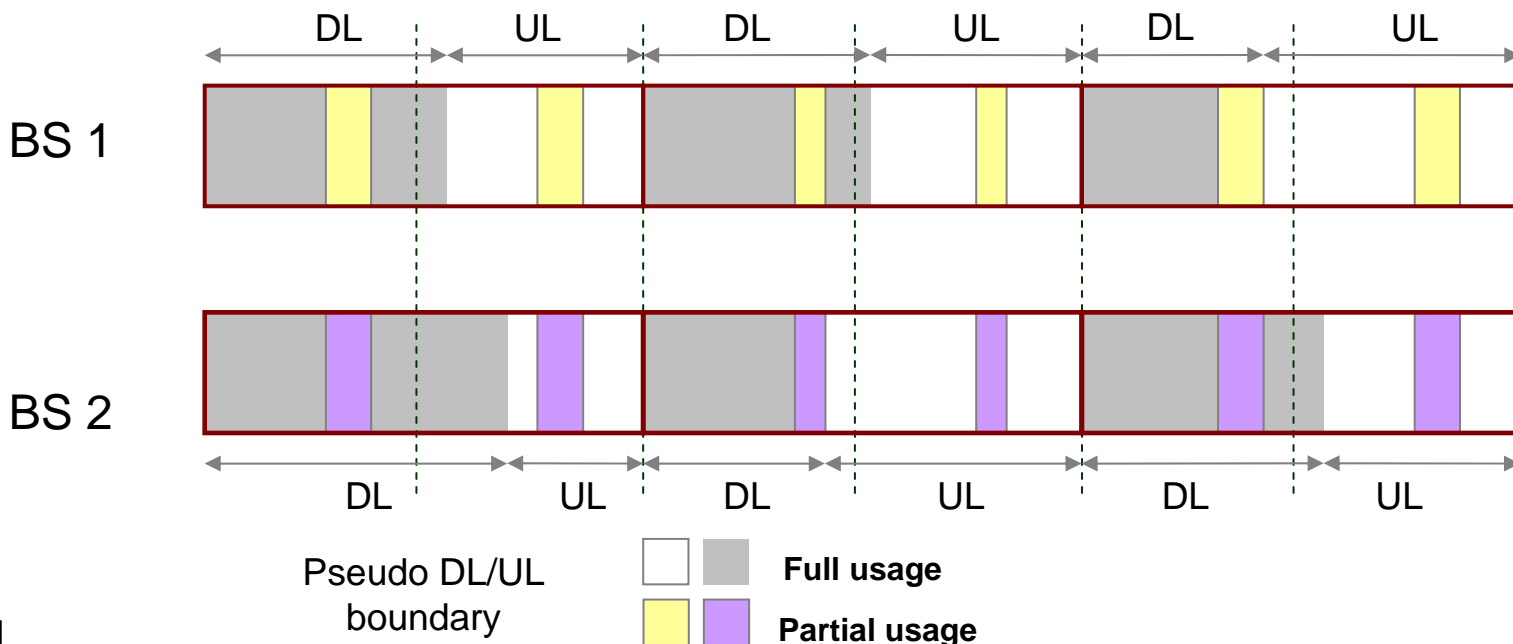 DL UL DL UL DL UL
BS 1
BS 2
DL UL DL UL DL UL
Pseudo DL/UL
boundary
Full usage
Partial usage